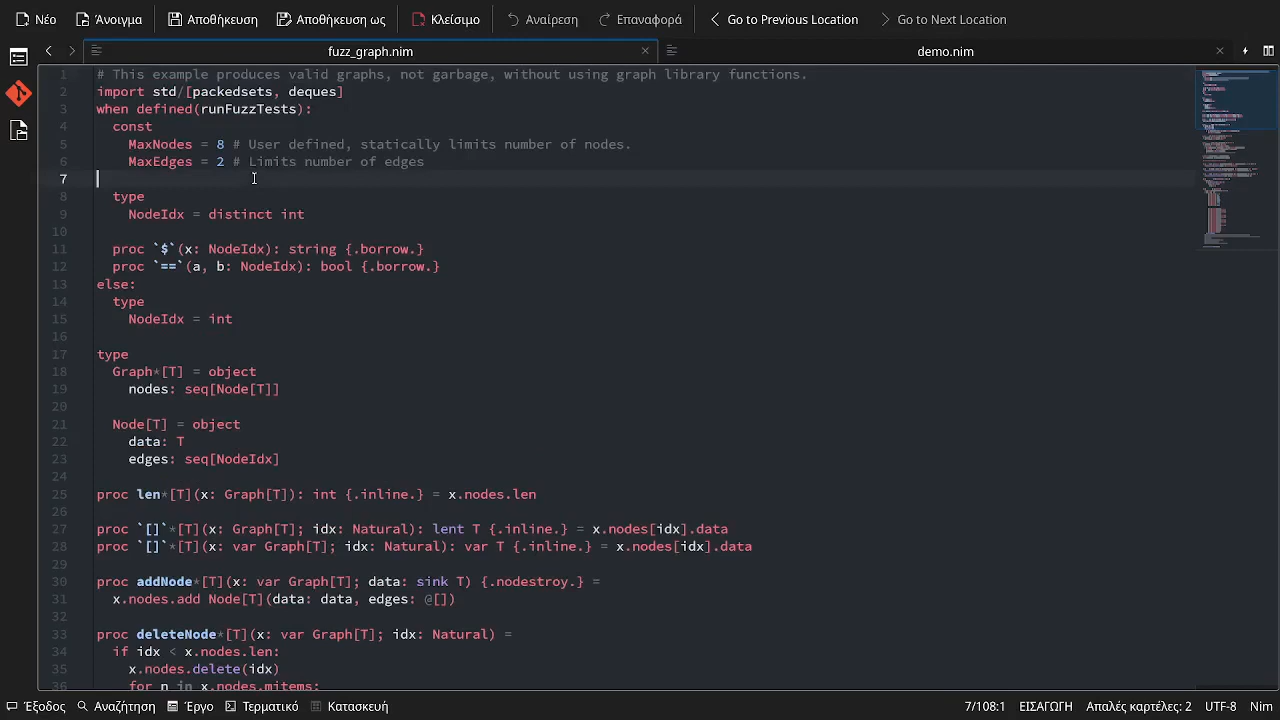 Νέο Άνοιγμα Αποθήκευση Αποθήκευση ως Κλείσιμο Αναίρεση Επαναφορά Go to Previous Location Go to Next Location
fuzz_graph.nim demo.nim
1 # This example produces valid graphs, not garbage, without using graph library functions.
2 import std/[packedsets, deques]
3 when defined(runFuzzTests):
4 const
5 MaxNodes = 8 # User defined, statically limits number of nodes.
6 MaxEdges = 2 # Limits number of edges
7
8 type
9 NodeIdx = distinct int
10
11 proc `$`(x: NodeIdx): string {.borrow.}
12 proc `==`(a, b: NodeIdx): bool {.borrow.}
13 else:
14 type
15 NodeIdx = int
16
17 type
18 Graph*[T] = object
19 nodes: seq[Node[T]]
20
21 Node[T] = object
22 data: T
23 edges: seq[NodeIdx]
24
25 proc len*[T](x: Graph[T]): int {.inline.} = x.nodes.len
26
27 proc `[]`*[T](x: Graph[T]; idx: Natural): lent T {.inline.} = x.nodes[idx].data
28 proc `[]`*[T](x: var Graph[T]; idx: Natural): var T {.inline.} = x.nodes[idx].data
29
30 proc addNode*[T](x: var Graph[T]; data: sink T) {.nodestroy.} =
31 x.nodes.add Node[T](data: data, edges: @[])
32
33 proc deleteNode*[T](x: var Graph[T]; idx: Natural) =
34 if idx < x.nodes.len:
35 x.nodes.delete(idx)
36 for n in x.nodes.mitems:
Έξοδος Αναζήτηση Έργο Τερματικό Κατασκευή 7/108:1 ΕΙΣΑΓΩΓΗ Απαλές καρτέλες: 2 UTF-8 Nim